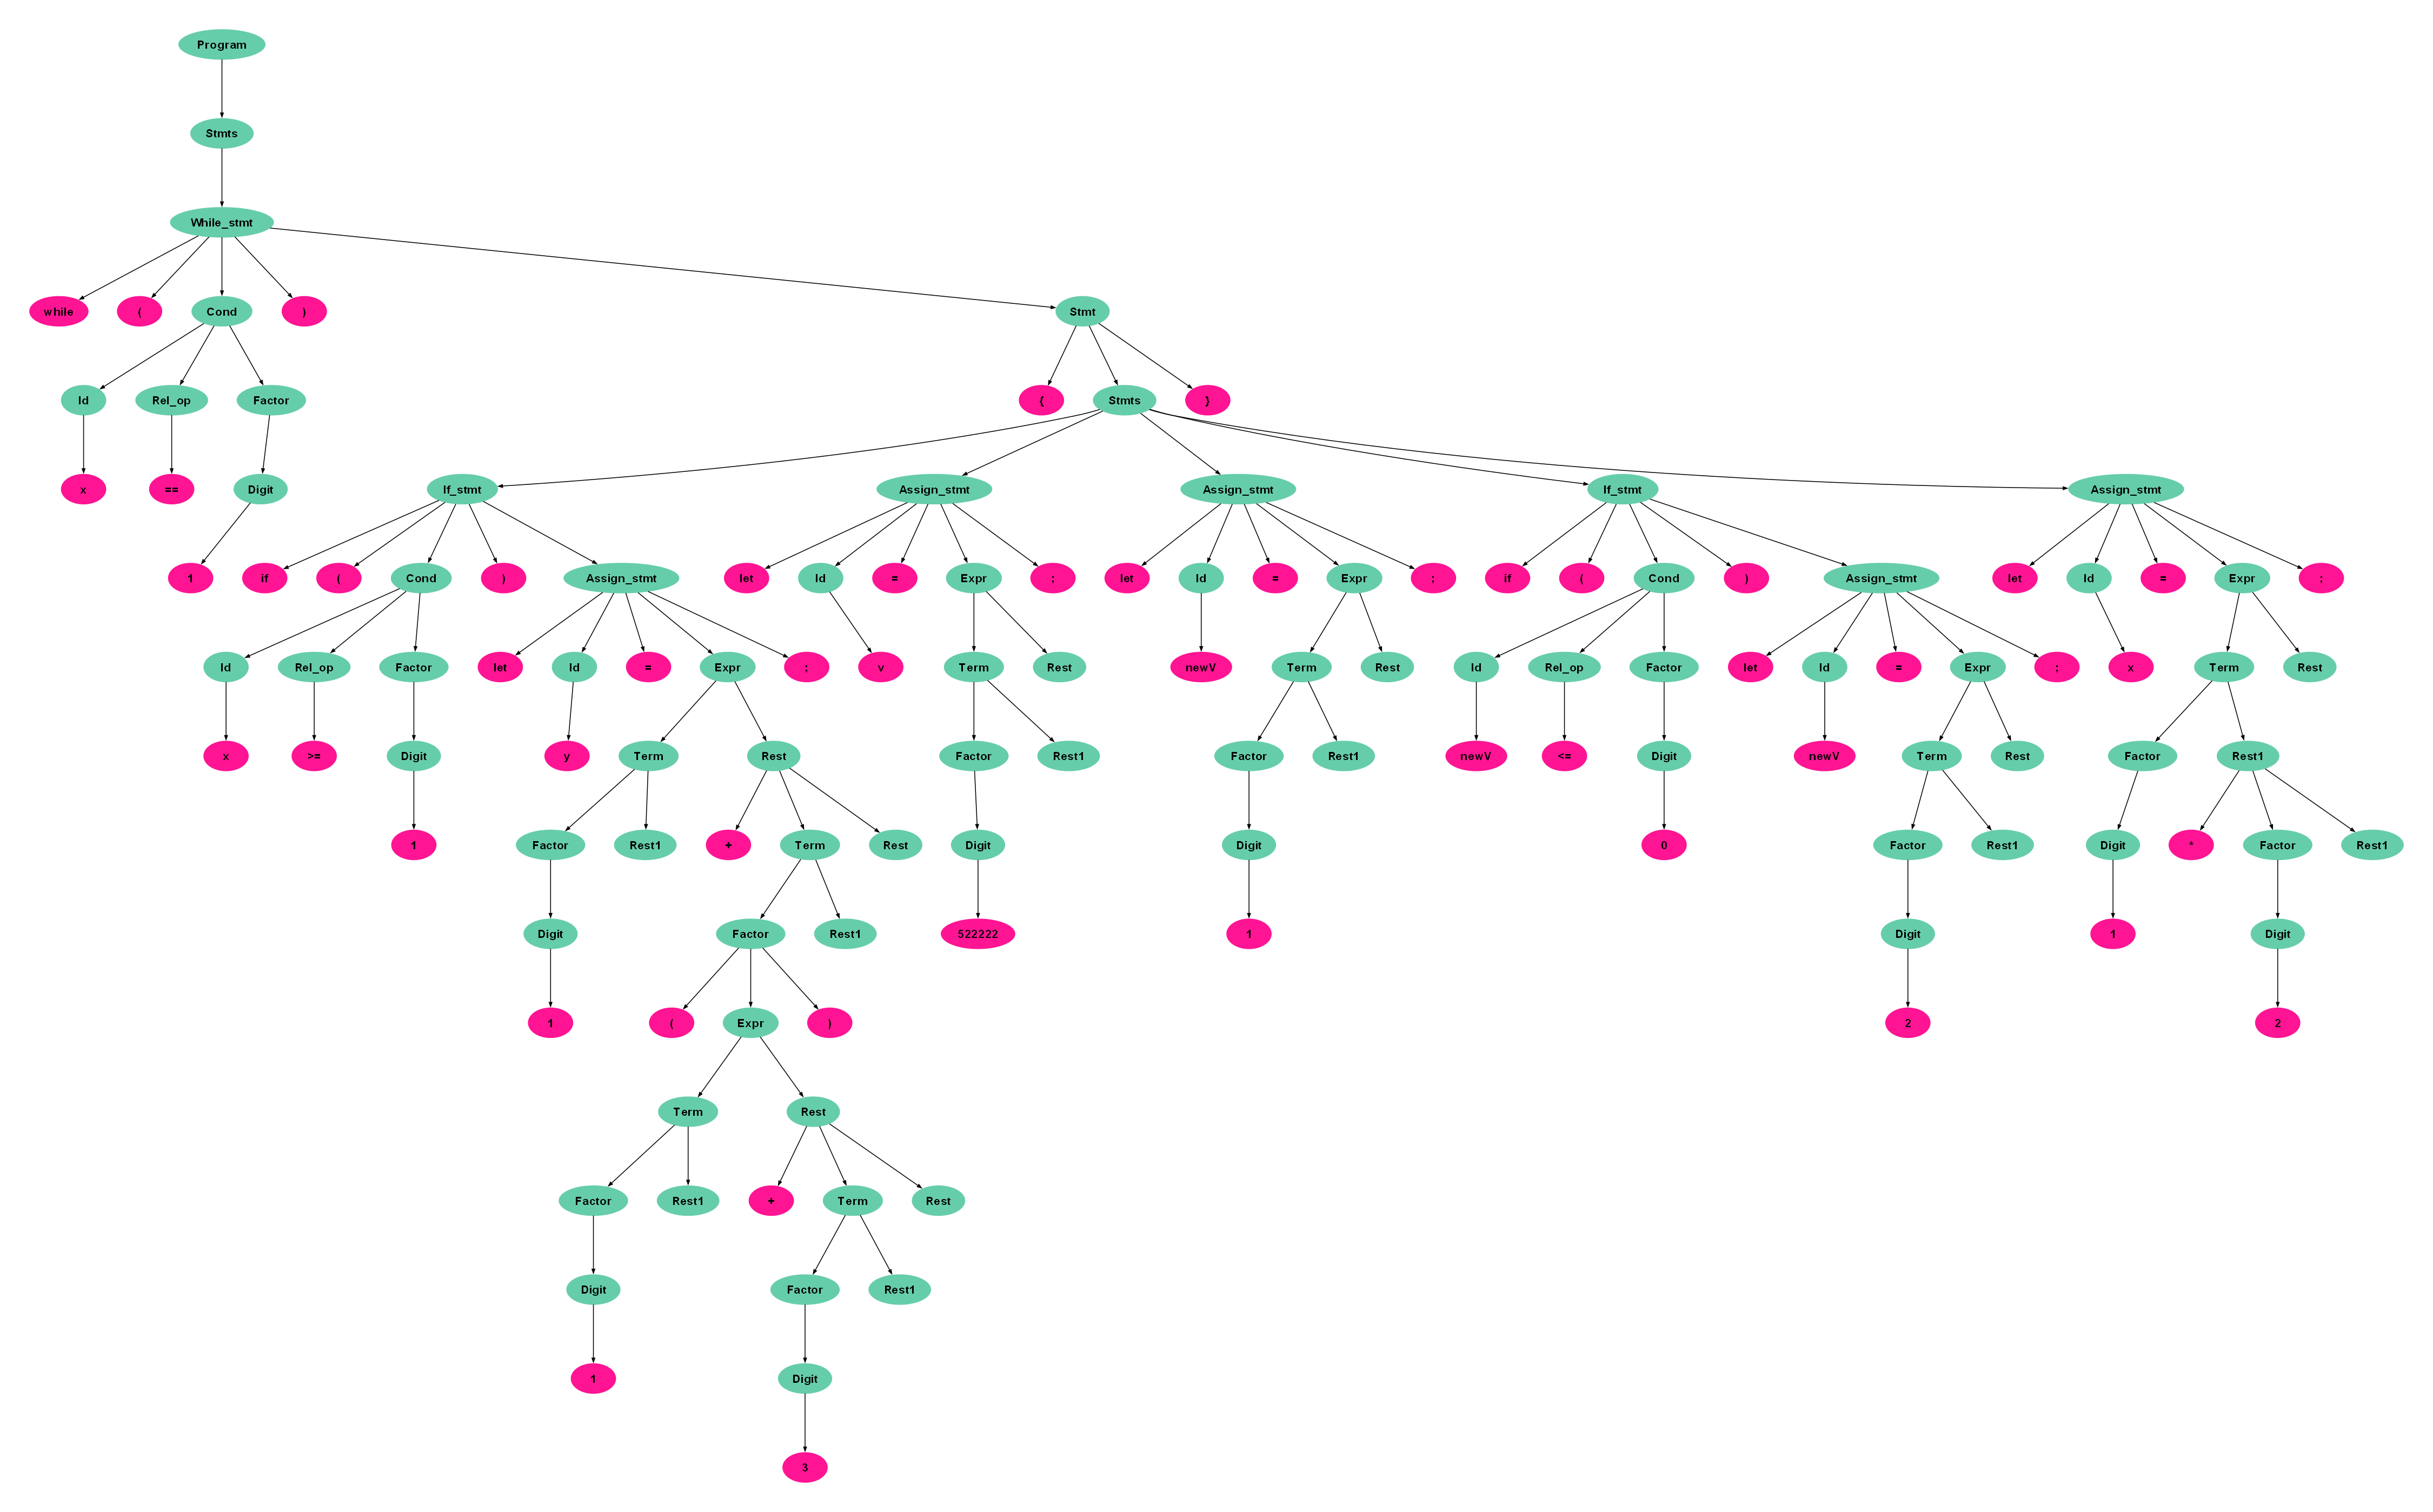 Program
Stmts
While_stmt
while ( Cond ) Stmt
Id Rel_op Factor { Stmts }
x == Digit If_stmt Assign_stmt Assign_stmt If_stmt Assign_stmt
1 if ( Cond ) Assign_stmt let Id = Expr ; let Id = Expr ; if ( Cond ) Assign_stmt let Id = Expr ;
Id Rel_op Factor let Id = Expr ; v Term Rest newV Term Rest Id Rel_op Factor let Id = Expr ; x Term Rest
x >= Digit y Term Rest Factor Rest1 Factor Rest1 newV <= Digit newV Term Rest Factor Rest1
1 Factor Rest1 + Term Rest Digit Digit 0 Factor Rest1 Digit * Factor Rest1
Digit Factor Rest1 522222 1 Digit 1 Digit
1 ( Expr ) 2 2
Term Rest
Factor Rest1 + Term Rest
Digit Factor Rest1
1 Digit
3